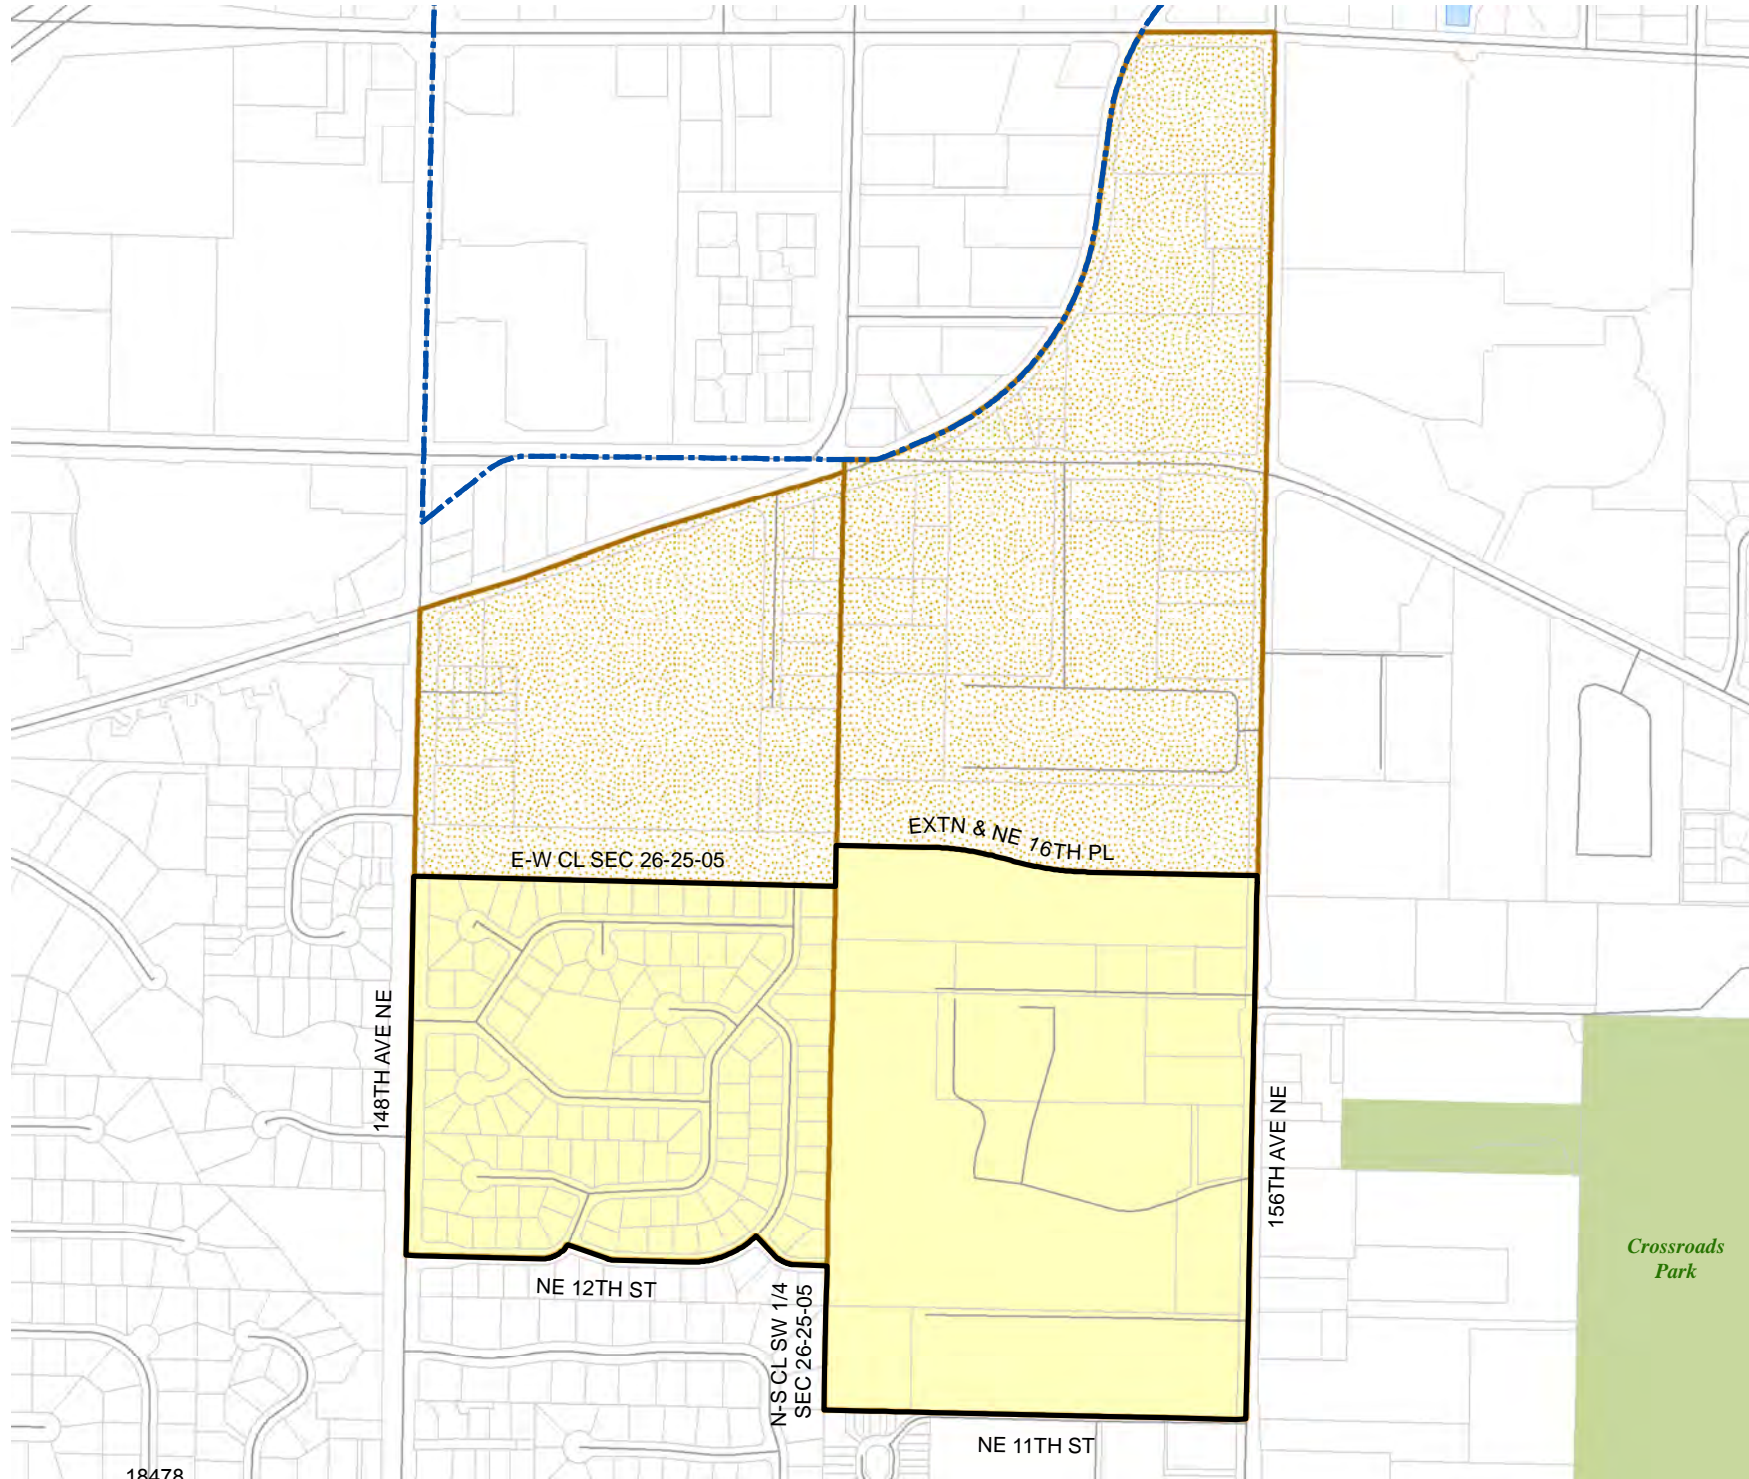 EXTN & NE 16TH PL
E-W CL SEC 26-25-05
148TH AVE NE
156TH AVE NE
Crossroads
Park
NE 12TH ST
N-S CL SW 1/4
SEC 26-25-05
NE 11TH ST
18478